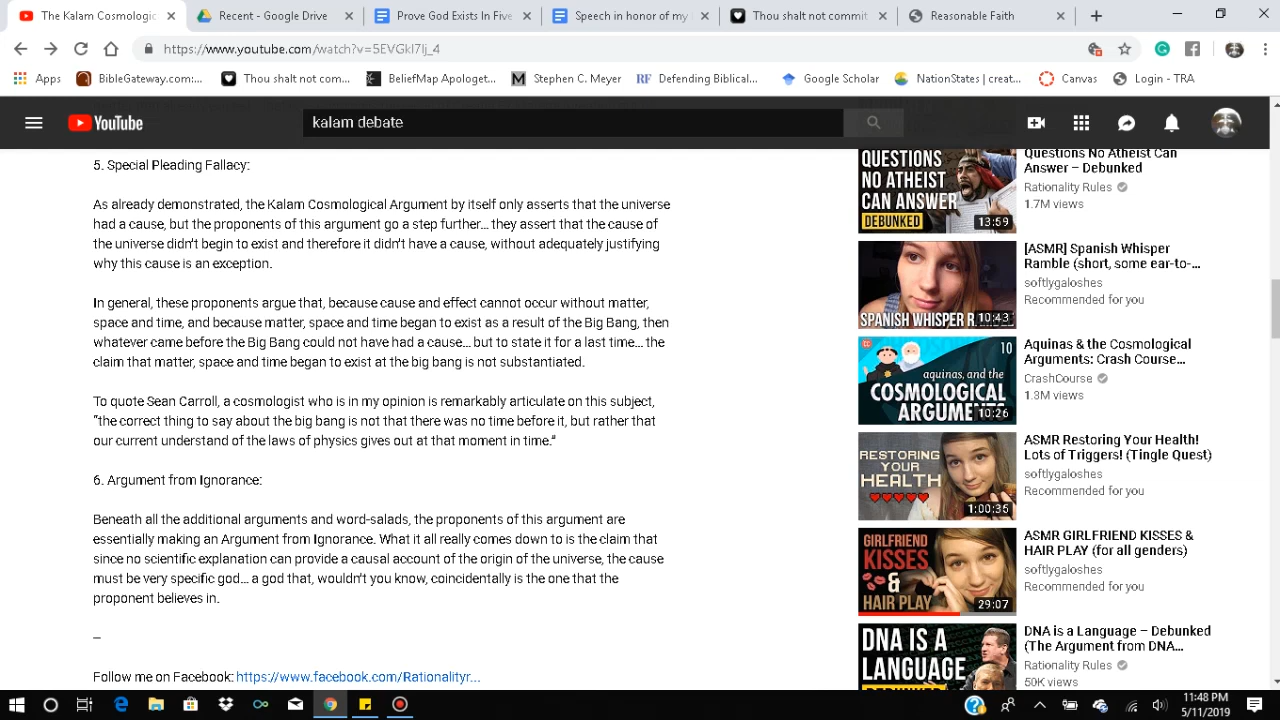 Kalam Cosmologic
Recent - Google Drive
Prove God Exists In Five
Speech in honor of my
Thou shalt not commit
Reasonable Faith
https://www.youtube.com/watch?v=5EVGkI7Ij_4
Apps
BibleGateway.com:...
Thou shalt not com...
BeliefMap Apologet...
Stephen C. Meyer
RF Defending Biblical...
Google Scholar
NationStates | creat...
Canvas
Login - TRA
YouTube
kalam debate
5. Special Pleading Fallacy:
As already demonstrated, the Kalam Cosmological Argument by itself only asserts that the universe
had a cause, but the proponents of this argument go a step further... they assert that the cause of
the universe didn't begin to exist and therefore it didn't have a cause, without adequately justifying
why this cause is an exception.
In general, these proponents argue that, because cause and effect cannot occur without matter,
space and time, and because matter, space and time began to exist as a result of the Big Bang, then
whatever came before the Big Bang could not have had a cause... but to state it for a last time... the
claim that matter, space and time began to exist at the big bang is not substantiated.
To quote Sean Carroll, a cosmologist who in my opinion is remarkably articulate on this subject,
"the correct thing to say about the big bang is not that there was no time before it, but rather that
our current understand of the laws of physics gives out at that moment in time."
6. Argument from Ignorance:
Beneath all the additional arguments and word-salads, the proponents of this argument are
essentially making an Argument from Ignorance. What it all really comes down to is the claim that
since no scientific explanation can provide a causal account of the origin of the universe, the cause
must be very specific god... a god that, wouldn't you know, coincidentally is the one that the
proponent believes in.
–
Follow me on Facebook: https://www.facebook.com/Rationalityr...
QUESTIONS
NO ATHEIST
CAN ANSWER
DEBUNKED
13:59
Questions No Atheist Can
Answer – Debunked
Rationality Rules
1.7M views
SPANISH WHISPER
10:43
[ASMR] Spanish Whisper
Ramble (short, some ear-to-...
softlygaloshes
Recommended for you
CC
10
aquinas, and the
COSMOLOGICAL
ARGUMENTS
10:26
Aquinas & the Cosmological
Arguments: Crash Course...
CrashCourse
1.3M views
RESTORING
YOUR
HEALTH
1:00:35
ASMR Restoring Your Health!
Lots of Triggers! (Tingle Quest)
softlygaloshes
Recommended for you
GIRLFRIEND
KISSES
&
HAIR PLAY
29:07
ASMR GIRLFRIEND KISSES &
HAIR PLAY (for all genders)
softlygaloshes
Recommended for you
DNA IS A
LANGUAGE
DNA is a Language – Debunked
(The Argument from DNA...
Rationality Rules
50K views
11:48 PM
5/11/2019